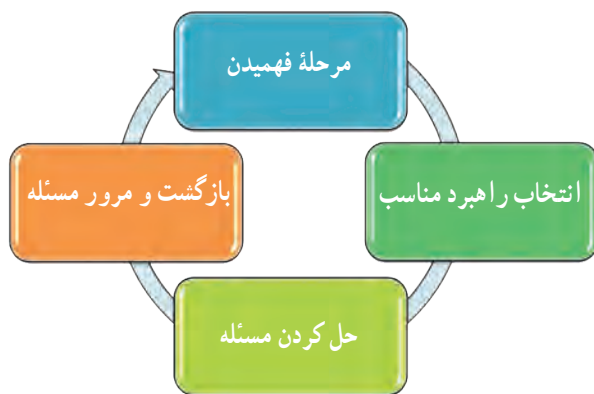 مرحلهٔ فهمیدن
انتخاب راهبرد مناسب
حل کردن مسئله
بازگشت و مرور مسئله